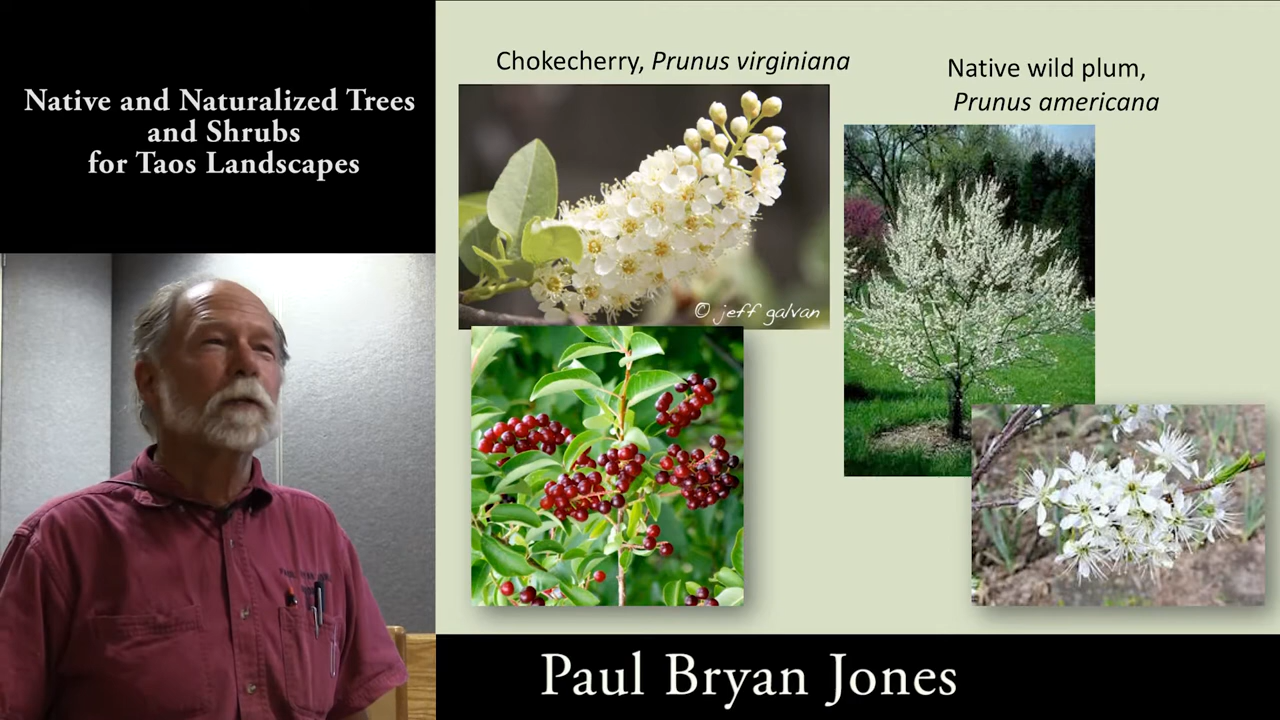 Native and Naturalized Trees
and Shrubs
for Taos Landscapes
Chokecherry, Prunus virginiana
Native wild plum,
Prunus americana
© jeff galvan
Paul Bryan Jones